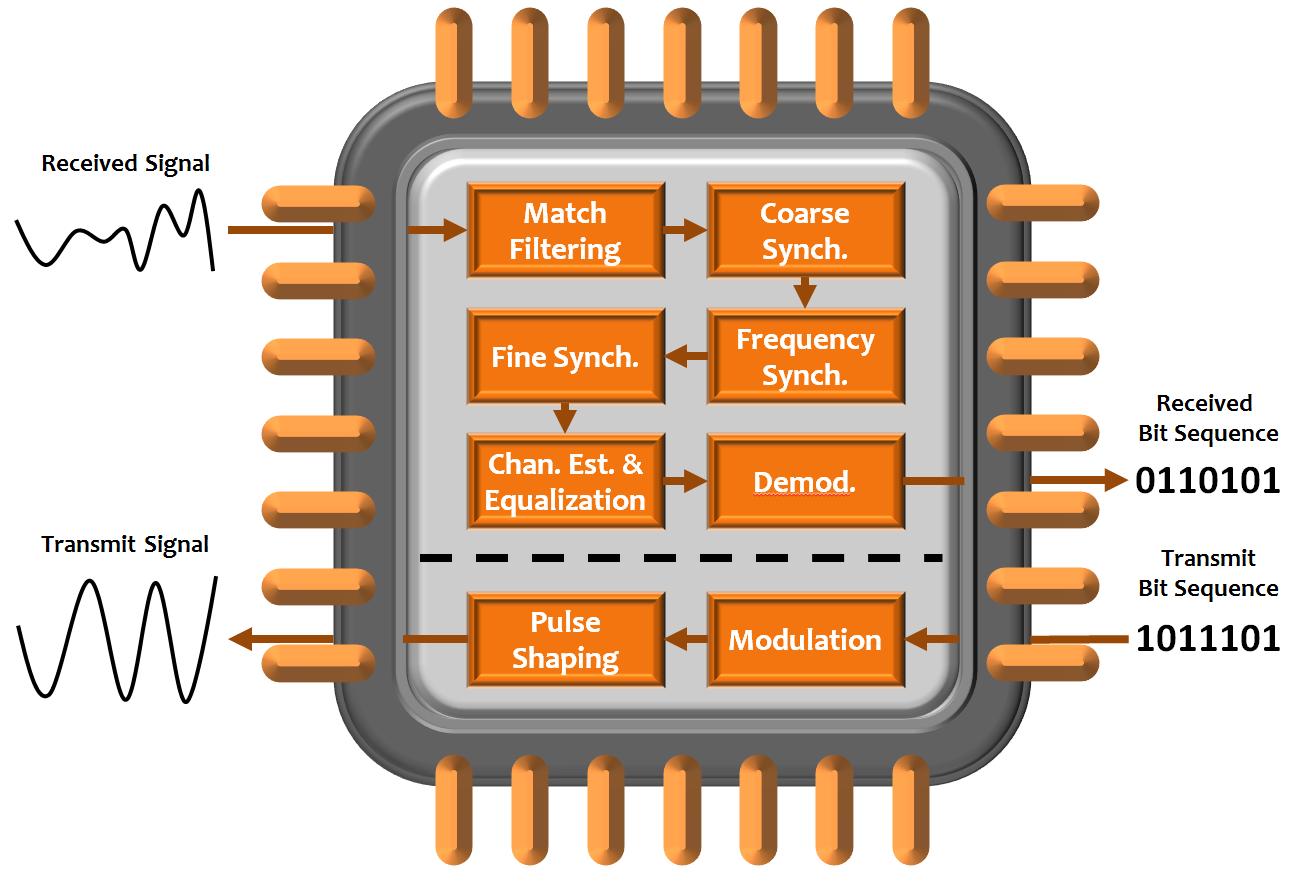 Received Signal
Match
Filtering
Coarse
Synch.
Fine Synch.
Frequency
Synch.
Chan. Est. &
Equalization
Demod.
Received
Bit Sequence
0110101
Transmit Signal
Pulse
Shaping
Modulation
Transmit
Bit Sequence
1011101